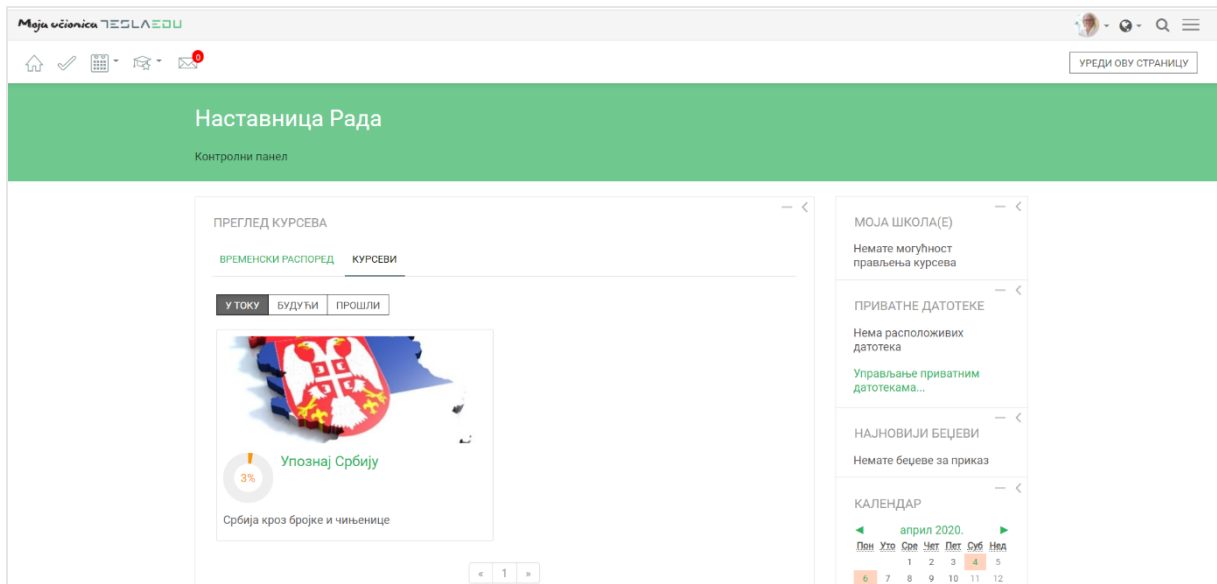 Moja učionica TESLAEDU
0
УРЕДИ ОВУ СТРАНИЦУ
Наставница Рада
Контролни панел
ПРЕГЛЕД КУРСЕВА
ВРЕМЕНСКИ РАСПОРЕД КУРСЕВИ
У ТОКУ БУДУЋИ ПРОШЛИ
3%
Упознај Србију
Србија кроз бројке и чињенице
« 1 »
МОЈА ШКОЛА(Е)
Немате могућност
прављења курсева
ПРИВАТНЕ ДАТОТЕКЕ
Нема расположивих
датотека
Управљање приватним
датотекама...
НАЈНОВИЈИ БЕЏЕВИ
Немате беџеве за приказ
КАЛЕНДАР
◄ април 2020. ►
Пон Уто Сре Чет Пет Суб Нед
1 2 3 4 5
6 7 8 9 10 11 12